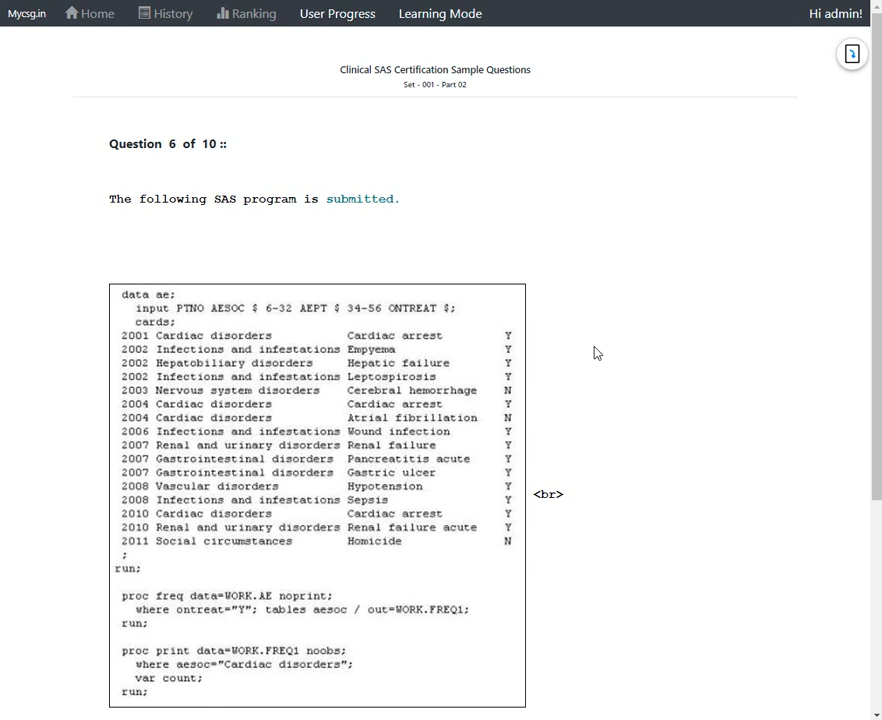 Mycsg.in Home History Ranking User Progress Learning Mode Hi admin!
Clinical SAS Certification Sample Questions
Set - 001 - Part 02
Question 6 of 10 ::
The following SAS program is submitted.
data ae;
input PTNO AESOC $ 6-32 AEPT $ 34-56 ONTREAT $;
cards;
2001 Cardiac disorders Cardiac arrest Y
2002 Infections and infestations Empyema Y
2002 Hepatobiliary disorders Hepatic failure Y
2002 Infections and infestations Leptospirosis Y
2003 Nervous system disorders Cerebral hemorrhage N
2004 Cardiac disorders Cardiac arrest Y
2004 Cardiac disorders Atrial fibrillation N
2006 Infections and infestations Wound infection Y
2007 Renal and urinary disorders Renal failure Y
2007 Gastrointestinal disorders Pancreatitis acute Y
2007 Gastrointestinal disorders Gastric ulcer Y
2008 Vascular disorders Hypotension Y
2008 Infections and infestations Sepsis Y
2010 Cardiac disorders Cardiac arrest Y
2010 Renal and urinary disorders Renal failure acute Y
2011 Social circumstances Homicide N
;
run;
proc freq data=WORK.AE noprint;
where ontreat="Y"; tables aesoc / out=WORK.FREQ1;
run;
proc print data=WORK.FREQ1 noobs;
where aesoc="Cardiac disorders";
var count;
run;
<br>